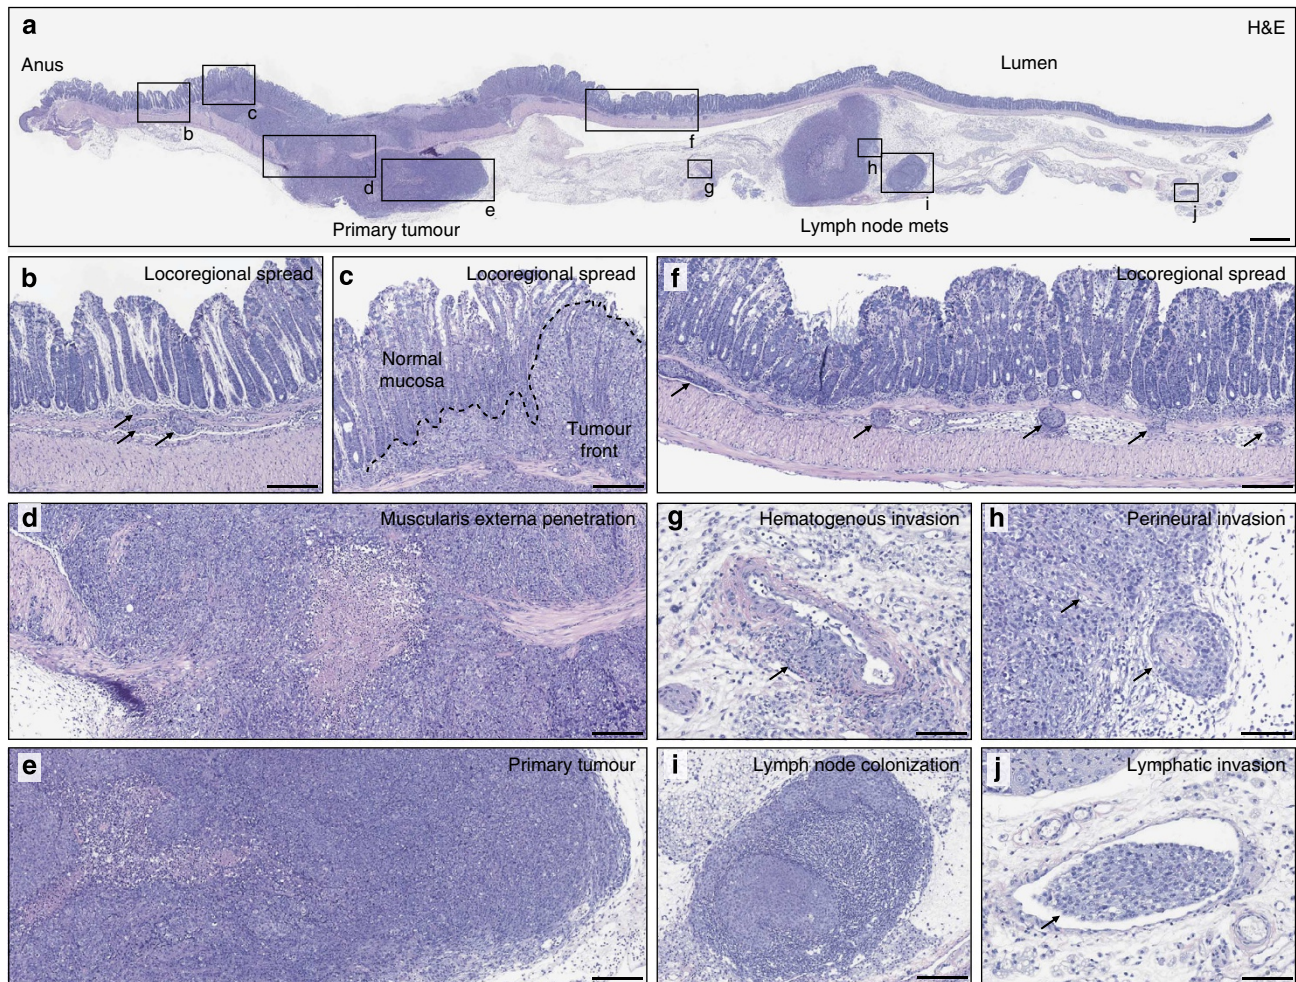 a
H&E
Anus
Lumen
b
c
d
e
f
g
h
i
j
Primary tumour
Lymph node mets
b
Locoregional spread
c
Locoregional spread
Normal
mucosa
Tumour
front
f
Locoregional spread
d
Muscularis externa penetration
g
Hematogenous invasion
h
Perineural invasion
e
Primary tumour
i
Lymph node colonization
j
Lymphatic invasion